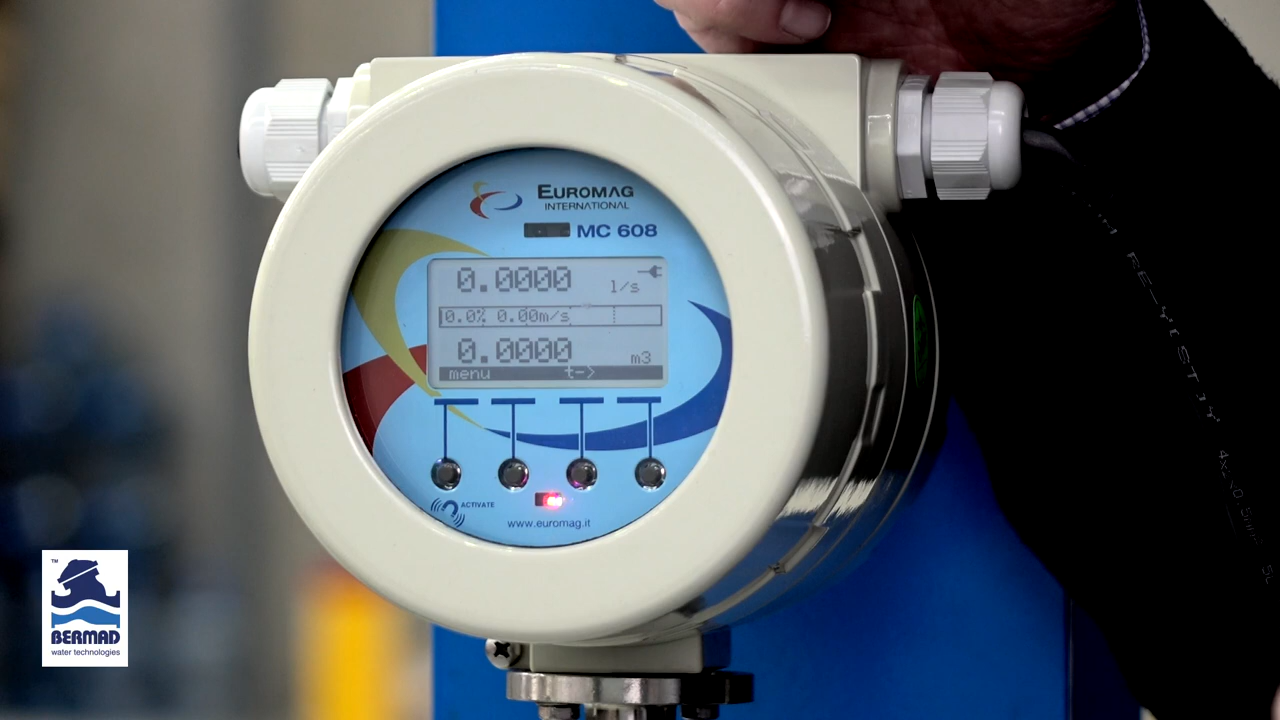 EUROMAG
INTERNATIONAL
MC 608
0.0000 l/s
0.0% 0.00m/s
0.0000 m3
menu t->
ACTIVATE
www.euromag.it
TM
BERMAD
water technologies